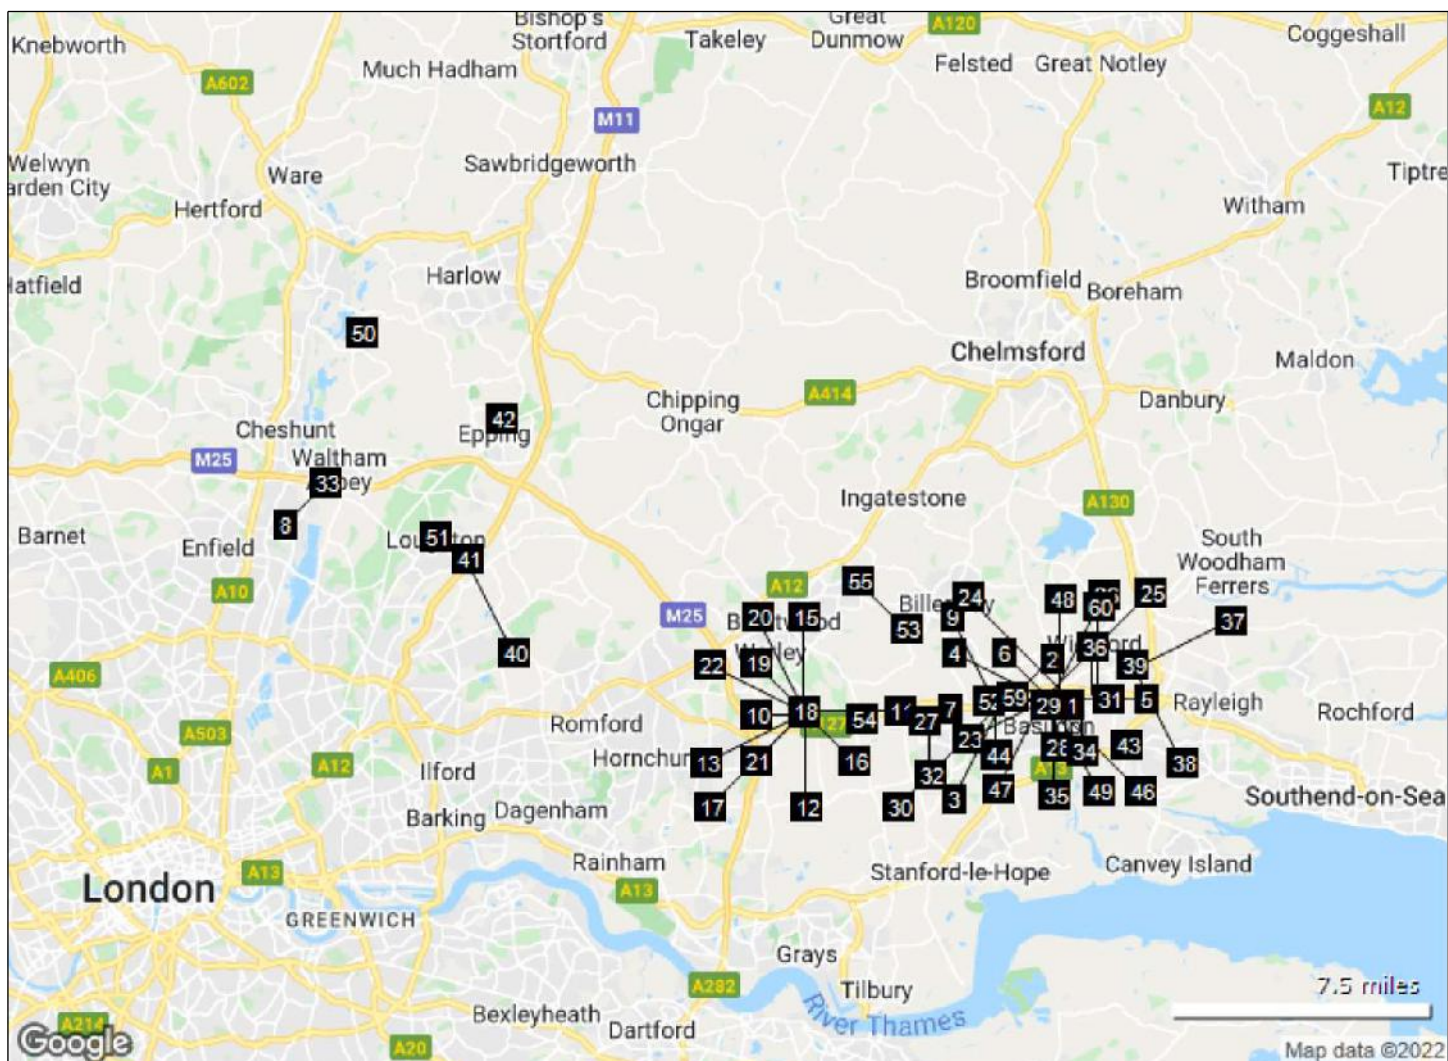 Bishop's
Stortford
Takeley
Great
Dunmow
A120
Coggeshall
Knebworth
A602
Much Hadham
Felsted
Great Notley
M11
A12
Welwyn
arden City
Ware
Sawbridgeworth
Tiptre
Hertford
Witham
Harlow
Broomfield
Boreham
50
Chelmsford
Maldon
Chipping
Ongar
A414
Danbury
42
Epping
Cheshunt
M25
Waltham
33
8
Ingatestone
A130
Barnet
Enfield
51
41
South
Woodham
Ferrers
A10
A12
55
M25
20
15
53
9
24
48
60
25
37
40
22
19
4
6
2
36
39
A406
10
18
54
27
7
52
59
29
1
31
5
Rayleigh
Rochford
Romford
A503
A1
A12
Ilford
13
21
16
32
23
44
28
34
43
38
A13
Barking
Dagenham
17
12
30
3
47
35
49
46
Southend-on-Sea
Rainham
A13
A13
London
GREENWICH
Stanford-le-Hope
Canvey Island
Grays
A282
Tilbury
7.5 miles
River Thames
Bexleyheath
Dartford
A214
A20
Google
Map data ©2022